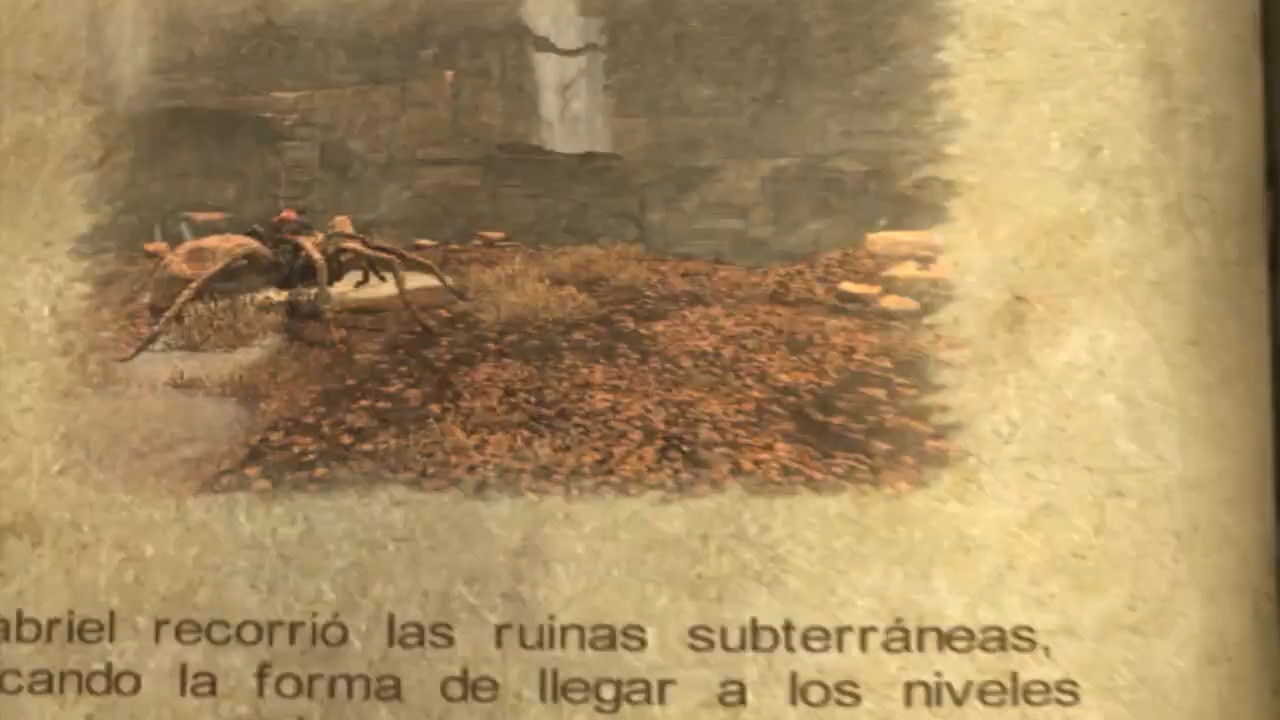 abriel recorrió las ruinas subterráneas,
cando la forma de llegar a los niveles